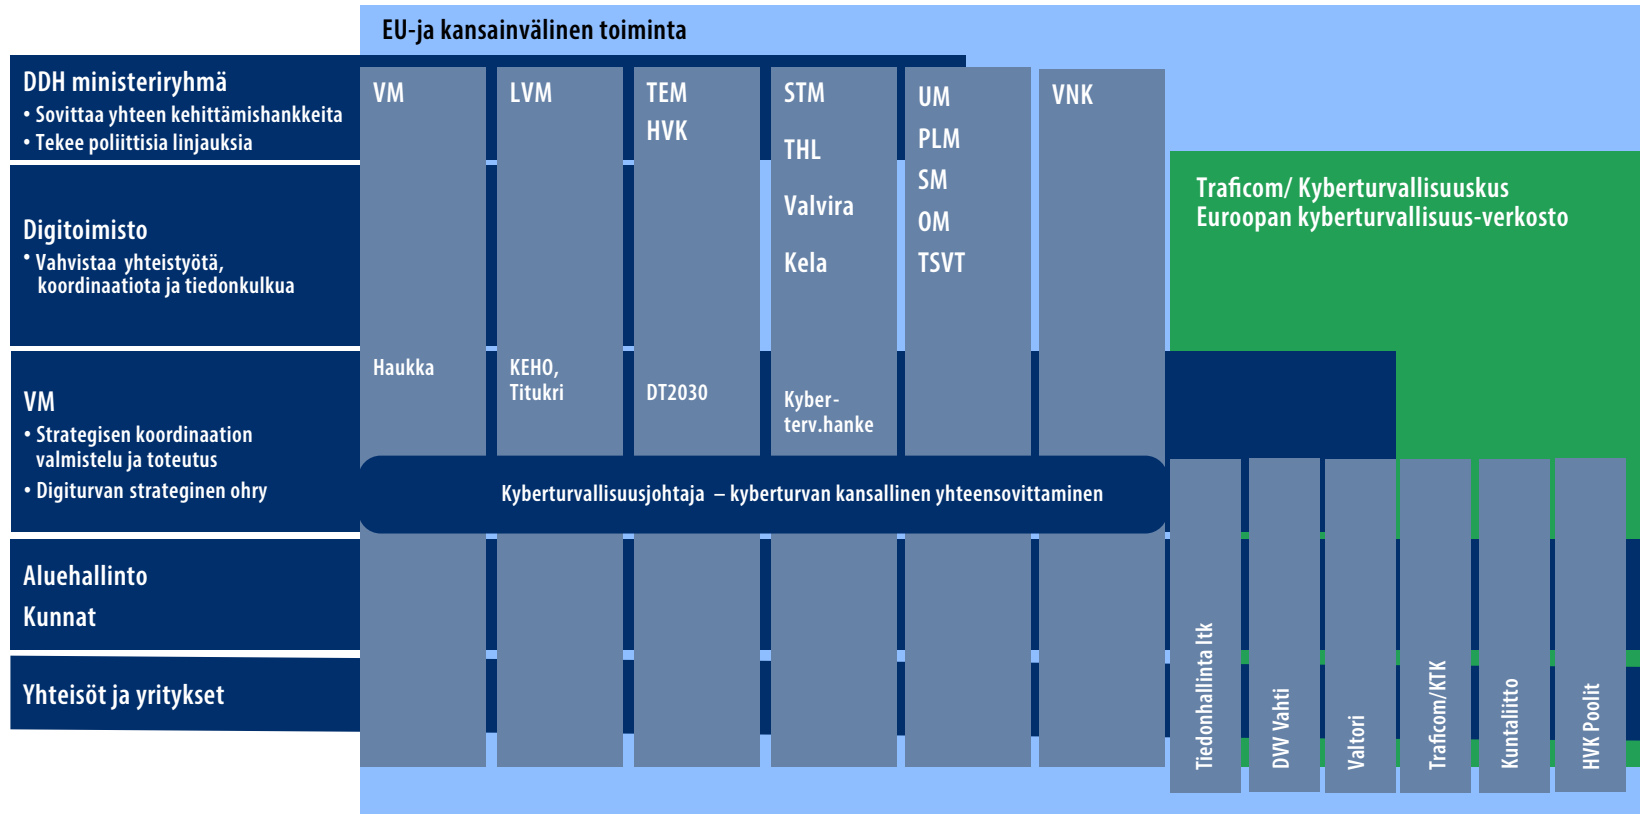 EU-ja kansainvälinen toiminta
DDH ministeriryhmä
• Sovittaa yhteen kehittämishankkeita
• Tekee poliittisia linjauksia
Digitoimisto
• Vahvistaa yhteistyötä,
koordinaatiota ja tiedonkulkua
VM
• Strategisen koordinaation
valmistelu ja toteutus
• Digiturvan strateginen ohry
Aluehallinto
Kunnat
Yhteisöt ja yritykset
VM
Haukka
LVM
KEHO,
Titukri
TEM
HVK
DT2030
STM
THL
Valvira
Kela
Kyber-
terv.hanke
UM
PLM
SM
OM
TSVT
VNK
Kyberturvallisuusjohtaja – kyberturvan kansallinen yhteensovittaminen
Traficom/ Kyberturvallisuuskus
Euroopan kyberturvallisuus-verkosto
Tiedonhallinta ltk
DVV Vahti
Valtori
Traficom/KTK
Kuntaliitto
HVK Poolit